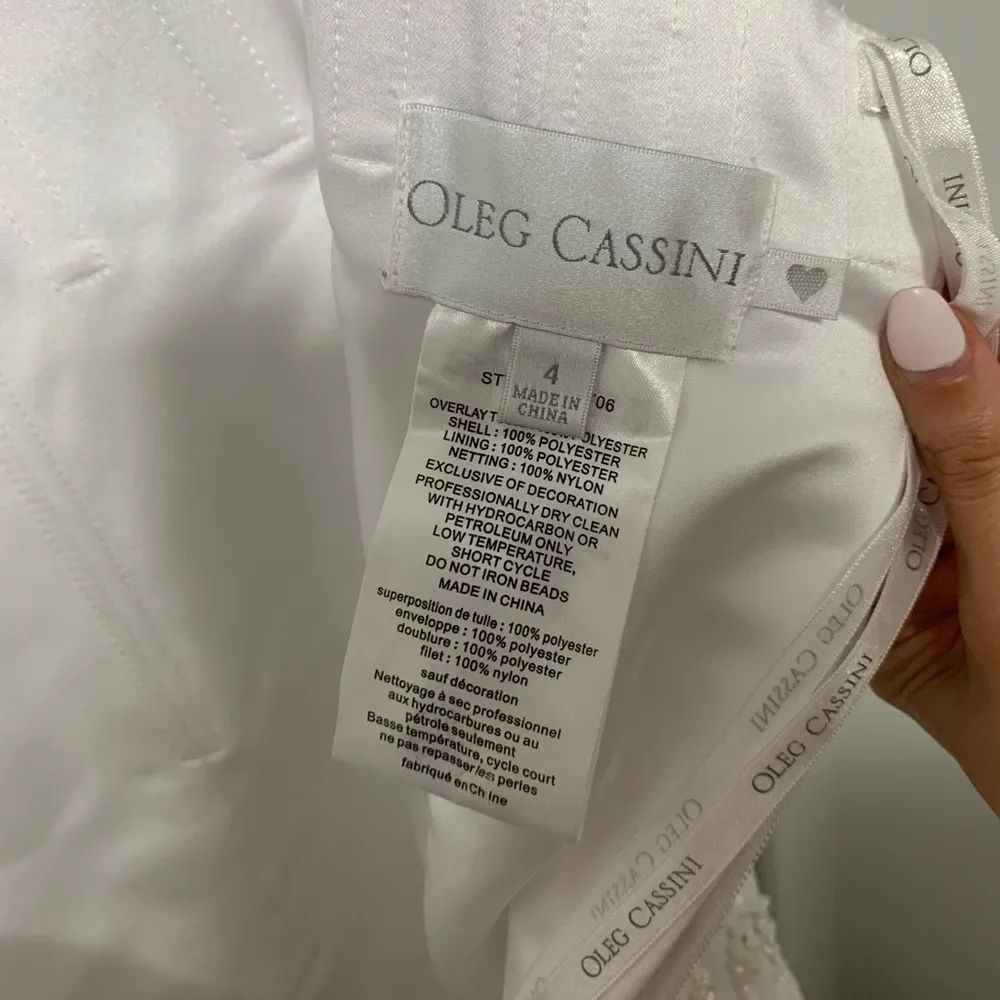 OLEG CASSINI
4
MADE IN
CHINA
ST 06
OVERLAY POLYESTER
SHELL : 100% POLYESTER
LINING : 100% POLYESTER
NETTING : 100% NYLON
EXCLUSIVE OF DECORATION
PROFESSIONALLY DRY CLEAN
WITH HYDROCARBON OR
PETROLEUM ONLY
LOW TEMPERATURE,
SHORT CYCLE
DO NOT IRON BEADS
MADE IN CHINA
superposition de tulle : 100% polyester
enveloppe : 100% polyester
doublure : 100% polyester
filet : 100% nylon
sauf décoration
Nettoyage à sec professionnel
aux hydrocarbures ou au
pétrole seulement
Basse température, cycle court
ne pas repasser les perles
fabriqué en Chine
OLEG CASSINI
OLEG CASSINI
OLEG CASSINI
OLEG CASSINI